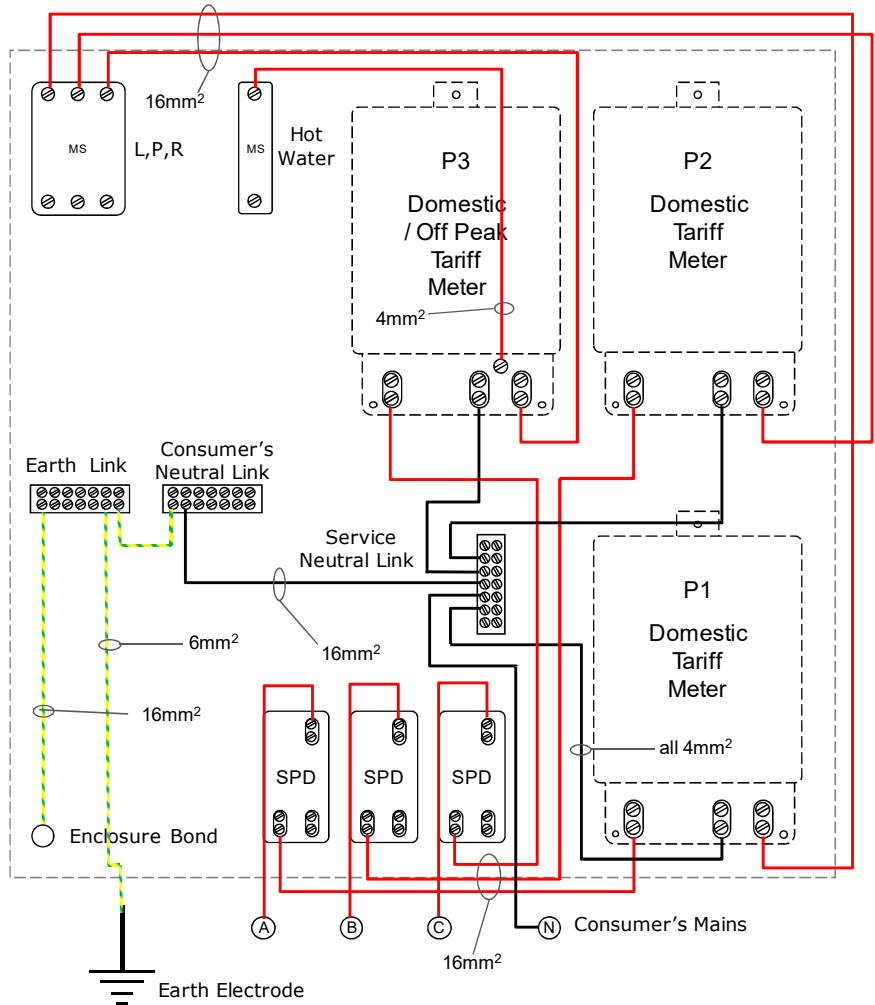 16mm²
MS
L,P,R
MS
Hot
Water
P3
Domestic
/ Off Peak
Tariff
Meter
4mm²
P2
Domestic
Tariff
Meter
Earth Link
Consumer's
Neutral Link
Service
Neutral Link
P1
Domestic
Tariff
Meter
6mm²
16mm²
16mm²
all 4mm²
SPD
SPD
SPD
Enclosure Bond
A
B
C
N
Consumer's Mains
16mm²
Earth Electrode